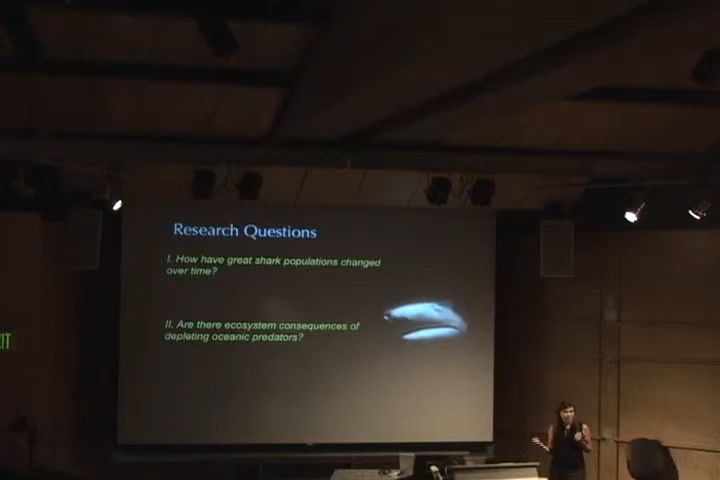 Research Questions
I. How have great shark populations changed
over time?
II. Are there ecosystem consequences of
depleting oceanic predators?